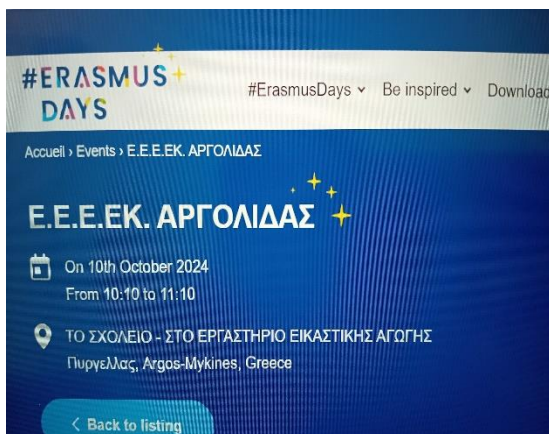 #ERASMUS+
DAYS
#ErasmusDays
Be inspired
Download
Accueil › Events › Ε.Ε.Ε.ΕΚ. ΑΡΓΟΛΙΔΑΣ
Ε.Ε.Ε.ΕΚ. ΑΡΓΟΛΙΔΑΣ
On 10th October 2024
From 10:10 to 11:10
ΤΟ ΣΧΟΛΕΙΟ - ΣΤΟ ΕΡΓΑΣΤΗΡΙΟ ΕΙΚΑΣΤΙΚΗΣ ΑΓΩΓΗΣ
Πυργελλας, Argos-Mykines, Greece
< Back to listing